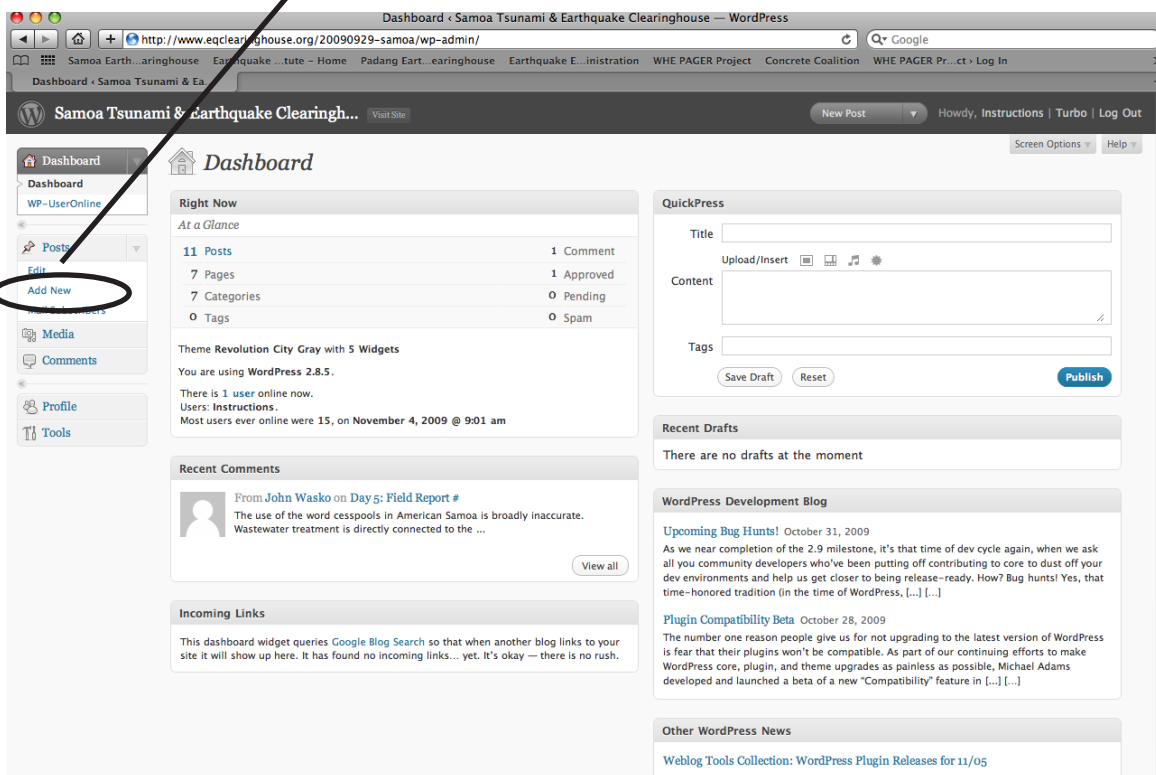 Dashboard ‹ Samoa Tsunami & Earthquake Clearinghouse — WordPress
http://www.eqclearinghouse.org/20090929-samoa/wp-admin/
Google
Samoa Earth...aringhouse Earthquake ...tute – Home Padang Eart...earinghouse Earthquake E...inistration WHE PAGER Project Concrete Coalition WHE PAGER Pr...ct › Log In
Dashboard ‹ Samoa Tsunami & Ea...
Samoa Tsunami & Earthquake Clearingh... Visit Site
New Post
Howdy, Instructions | Turbo | Log Out
Screen Options Help
Dashboard
Dashboard
WP-UserOnline
Posts
Edit
Add New
Mail Subscribers
Media
Comments
Profile
Tools
Dashboard
Right Now
At a Glance
11 Posts 1 Comment
7 Pages 1 Approved
7 Categories 0 Pending
0 Tags 0 Spam
Theme Revolution City Gray with 5 Widgets
You are using WordPress 2.8.5.
There is 1 user online now.
Users: Instructions.
Most users ever online were 15, on November 4, 2009 @ 9:01 am
Recent Comments
From John Wasko on Day 5: Field Report #
The use of the word cesspools in American Samoa is broadly inaccurate.
Wastewater treatment is directly connected to the ...
View all
Incoming Links
This dashboard widget queries Google Blog Search so that when another blog links to your
site it will show up here. It has found no incoming links... yet. It's okay — there is no rush.
QuickPress
Title
Upload/Insert
Content
Tags
Save Draft Reset Publish
Recent Drafts
There are no drafts at the moment
WordPress Development Blog
Upcoming Bug Hunts! October 31, 2009
As we near completion of the 2.9 milestone, it's that time of dev cycle again, when we ask
all you community developers who've been putting off contributing to core to dust off your
dev environments and help us get closer to being release-ready. How? Bug hunts! Yes, that
time-honored tradition (in the time of WordPress, [...] [...]
Plugin Compatibility Beta October 28, 2009
The number one reason people give us for not upgrading to the latest version of WordPress
is fear that their plugins won't be compatible. As part of our continuing efforts to make
WordPress core, plugin, and theme upgrades as painless as possible, Michael Adams
developed and launched a beta of a new "Compatibility" feature in [...] [...]
Other WordPress News
Weblog Tools Collection: WordPress Plugin Releases for 11/05